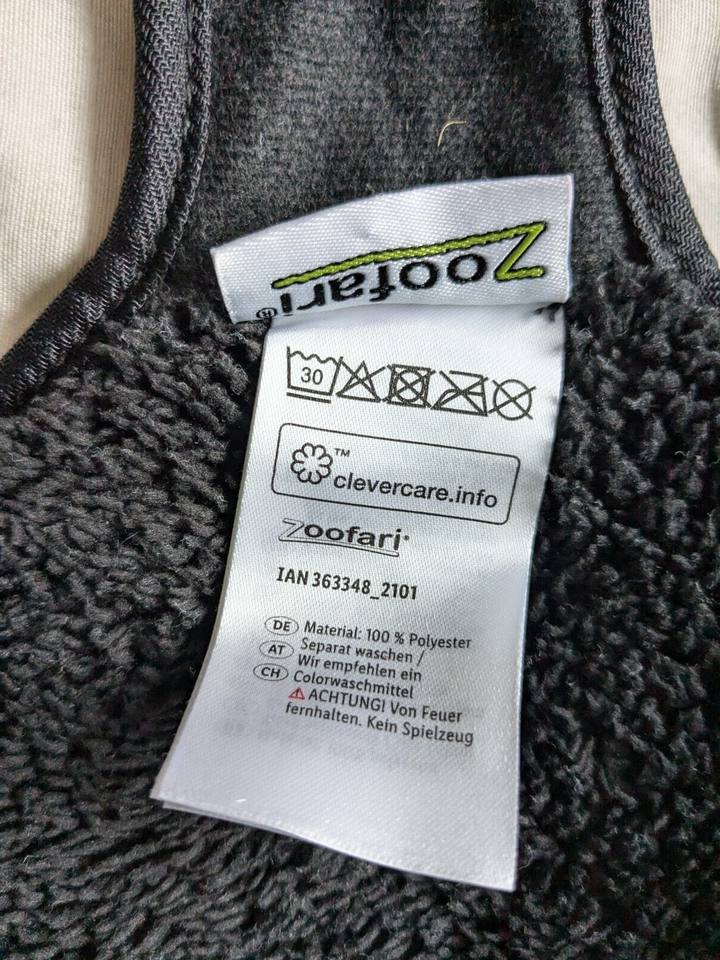 Zoofari®
30
™
clevercare.info
Zoofari®
IAN 363348_2101
DE Material: 100 % Polyester
AT Separat waschen /
Wir empfehlen ein
CH Colorwaschmittel
⚠ ACHTUNG! Von Feuer
fernhalten. Kein Spielzeug